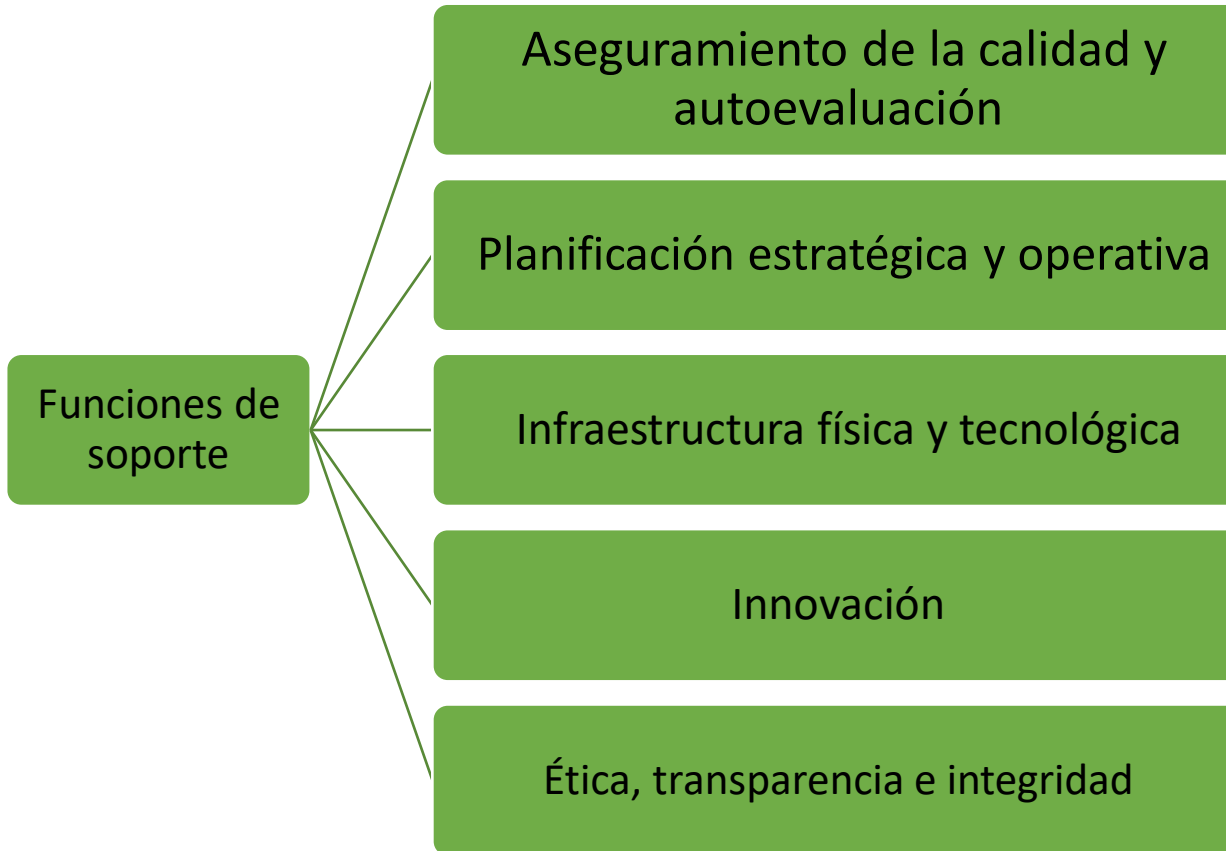 Funciones de
soporte
Aseguramiento de la calidad y
autoevaluación
Planificación estratégica y operativa
Infraestructura física y tecnológica
Innovación
Ética, transparencia e integridad